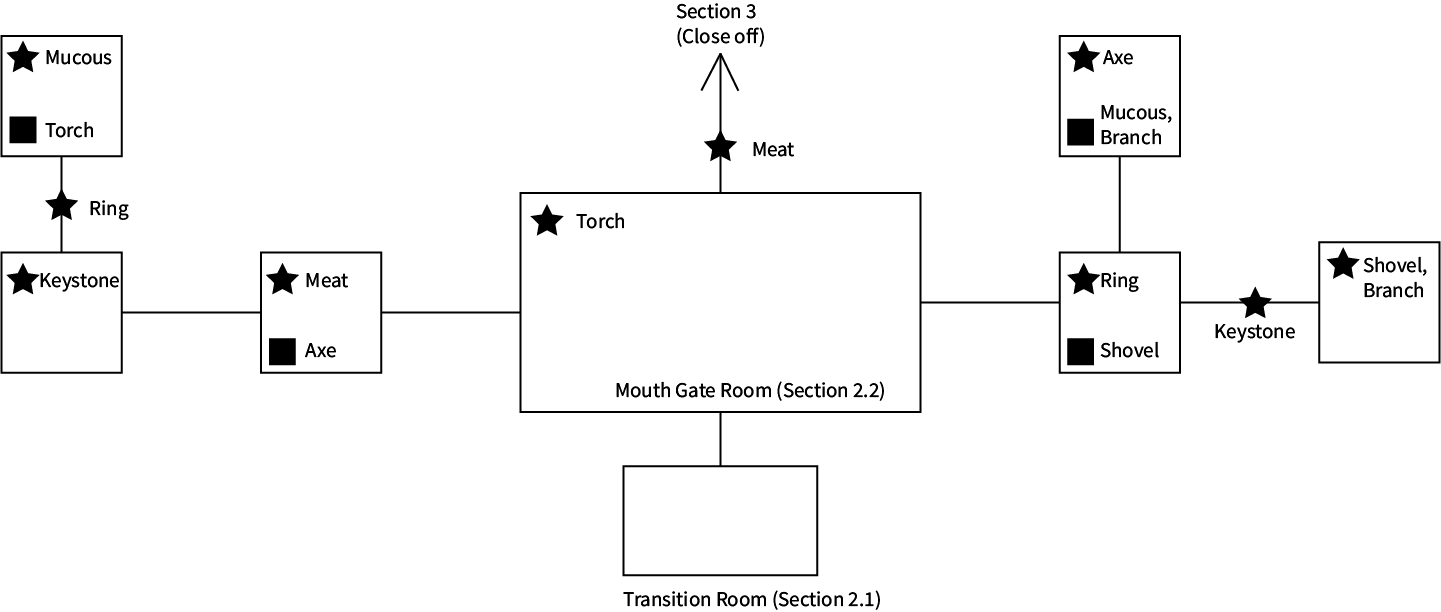 Section 3
(Close off)
Mucous
Torch
Ring
Keystone
Meat
Axe
Meat
Torch
Mouth Gate Room (Section 2.2)
Transition Room (Section 2.1)
Axe
Mucous,
Branch
Ring
Shovel
Keystone
Shovel,
Branch